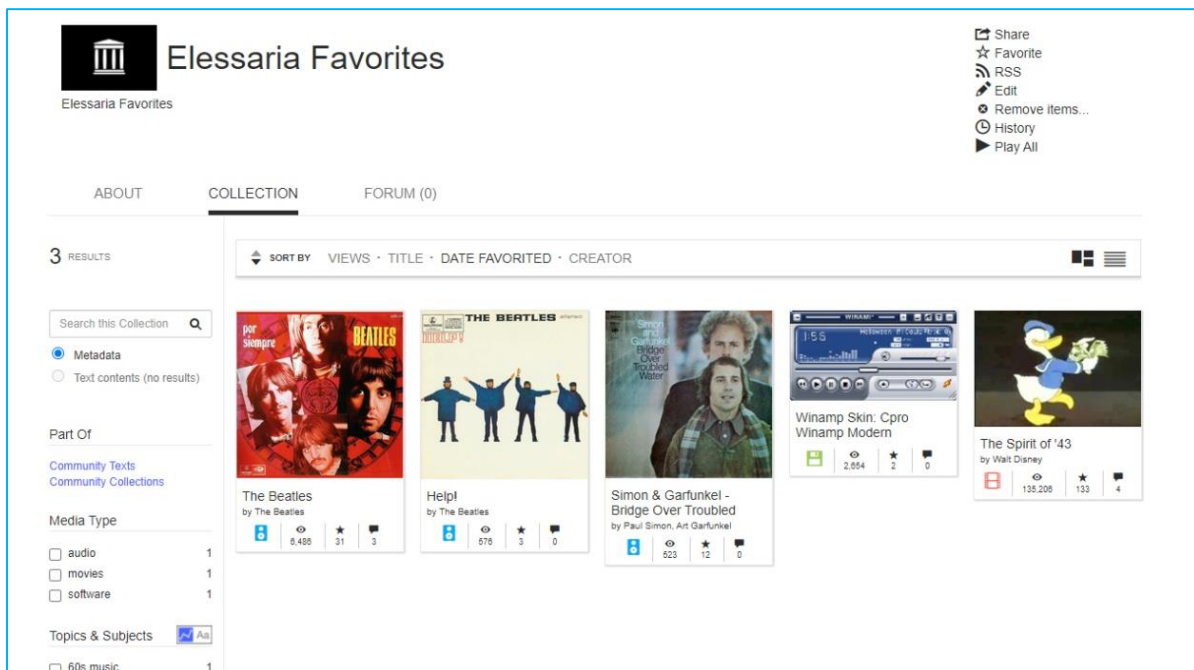 Elessaria Favorites
Elessaria Favorites
Share
Favorite
RSS
Edit
Remove items...
History
Play All
ABOUT COLLECTION FORUM (0)
3 RESULTS
SORT BY VIEWS · TITLE · DATE FAVORITED · CREATOR
Search this Collection
Metadata
Text contents (no results)
Part Of
Community Texts
Community Collections
Media Type
audio 1
movies 1
software 1
Topics & Subjects Aa
60s music 1
por
siempre
BEATLES
The Beatles
by The Beatles
6,486 31 3
THE BEATLES stereo
HELP!
Help!
by The Beatles
576 3 0
Simon
and
Garfunkel
Bridge
Over
Troubled
Water
Simon & Garfunkel -
Bridge Over Troubled
by Paul Simon, Art Garfunkel
523 12 0
WINAMP
1:55
Winamp Skin: Cpro
Winamp Modern
2,654 2 0
The Spirit of '43
by Walt Disney
135,206 133 4